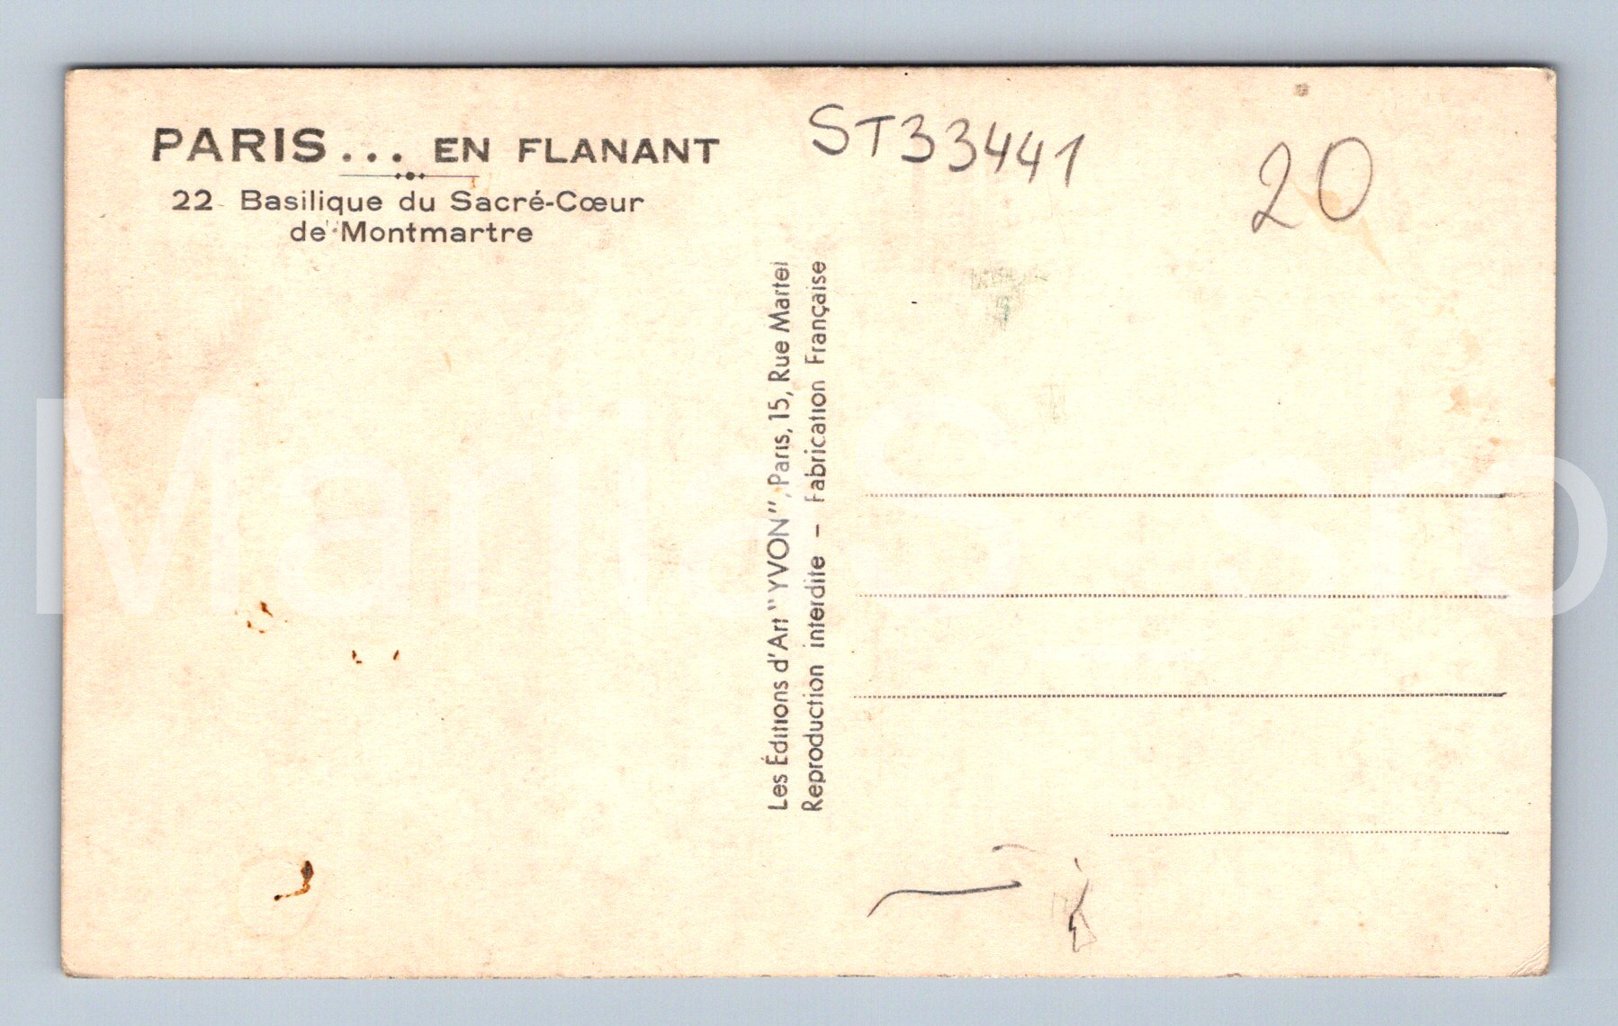 PARIS... EN FLANANT
22 Basilique du Sacré-Cœur
de Montmartre
ST33441
20
Les Éditions d'Art "YVON", Paris, 15, Rue Martel
Reproduction interdite – Fabrication Française